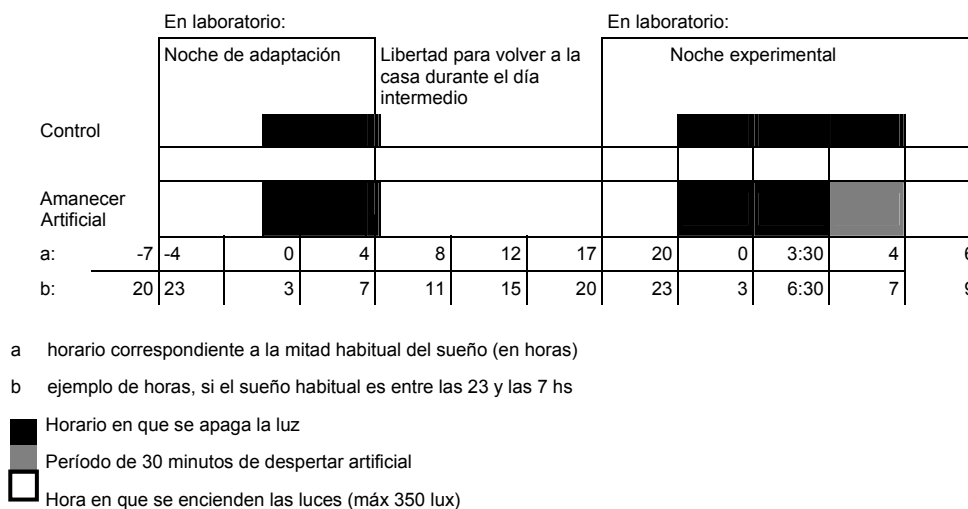 En laboratorio: En laboratorio:
Noche de adaptación Libertad para volver a la casa durante el día intermedio Noche experimental
Control
Amanecer
Artificial
a: -7 -4 0 4 8 12 17 20 0 3:30 4 6
b: 20 23 3 7 11 15 20 23 3 6:30 7 9
a horario correspondiente a la mitad habitual del sueño (en horas)
b ejemplo de horas, si el sueño habitual es entre las 23 y las 7 hs
Horario en que se apaga la luz
Período de 30 minutos de despertar artificial
Hora en que se encienden las luces (máx 350 lux)